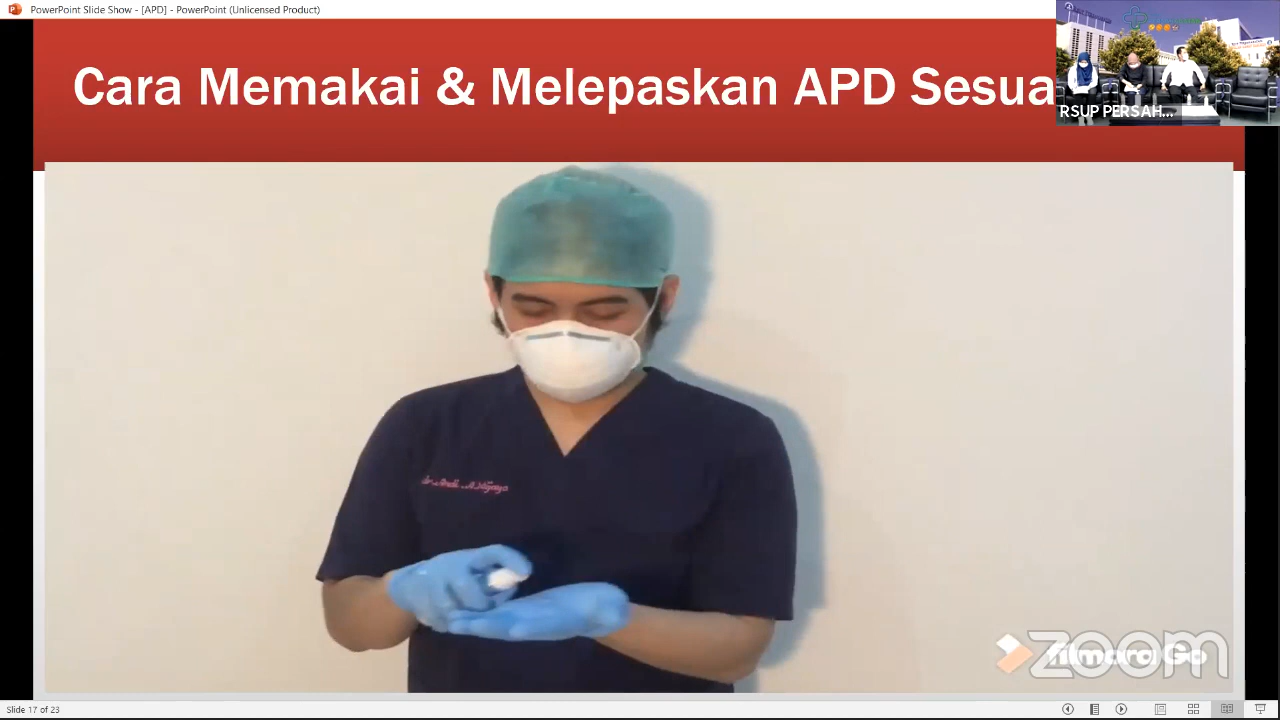 PowerPoint Slide Show - [APD] - PowerPoint (Unlicensed Product)
Cara Memakai & Melepaskan APD Sesua
RSUP PERSAH...
zoom
filmora Go
Slide 17 of 23